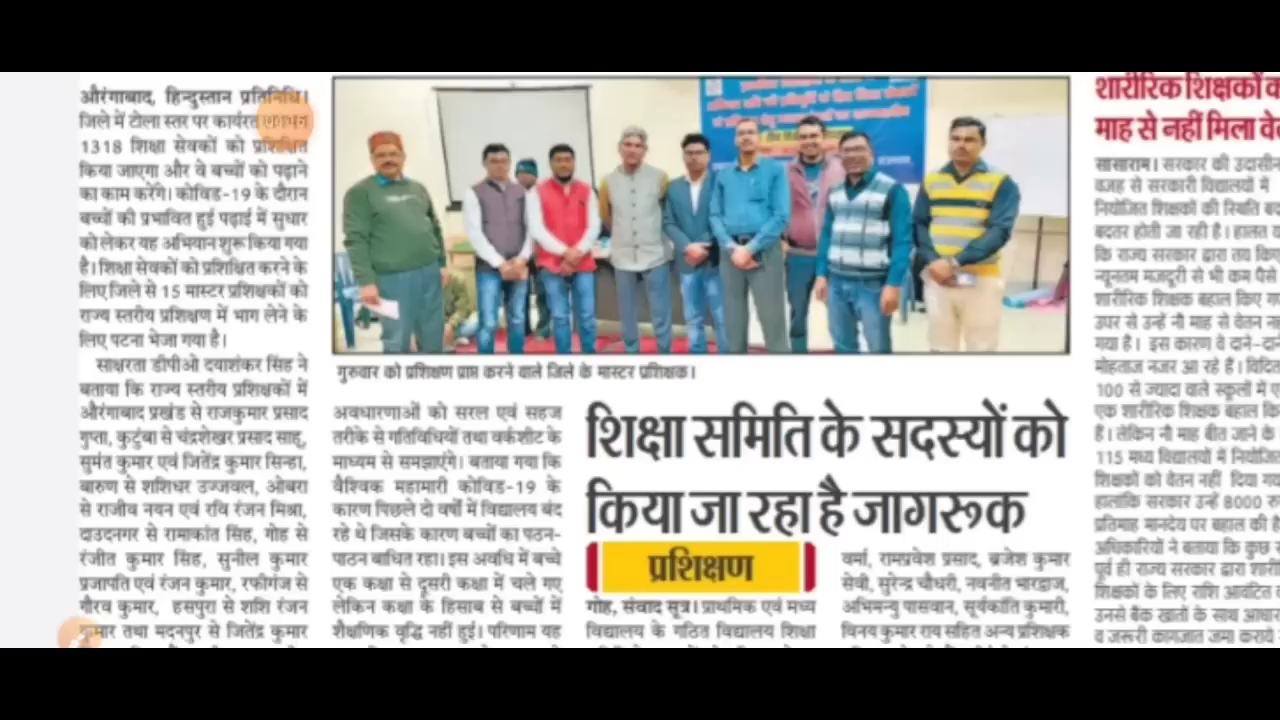 औरंगाबाद, हिन्दुस्तान प्रतिनिधि।
जिले में टोला स्तर पर कार्यरत
1318 शिक्षा सेवकों को प्रशिक्षित
किया जाएगा और वे बच्चों को पढ़ाने
का काम करेंगे। कोविड-19 के दौरान
बच्चों की प्रभावित हुई पढ़ाई में सुधार
को लेकर यह अभियान शुरू किया गया
है। शिक्षा सेवकों को प्रशिक्षित करने के
लिए जिले से 15 मास्टर प्रशिक्षकों को
राज्य स्तरीय प्रशिक्षण में भाग लेने के
लिए पटना भेजा गया है।
साक्षरता डीपीओ दयाशंकर सिंह ने
बताया कि राज्य स्तरीय प्रशिक्षकों में
औरंगाबाद प्रखंड से राजकुमार प्रसाद
गुप्ता, कुटुंबा से चंद्रशेखर प्रसाद साहू,
सुमंत कुमार एवं जितेंद्र कुमार सिन्हा,
बारुण से शशिधर उज्जवल, ओबरा
से राजीव नयन एवं रवि रंजन मिश्रा,
दाउदनगर से रामाकांत सिंह, गोह से
रंजीत कुमार सिंह, सुनील कुमार
प्रजापति एवं रंजन कुमार, रफीगंज से
गौरव कुमार, हसपुरा से शशि रंजन
कुमार तथा मदनपुर से जितेंद्र कुमार
गुरुवार को प्रशिक्षण प्राप्त करने वाले जिले के मास्टर प्रशिक्षक।
अवधारणाओं को सरल एवं सहज
तरीके से गतिविधियों तथा वर्कशीट के
माध्यम से समझाएंगे। बताया गया कि
वैश्विक महामारी कोविड-19 के
कारण पिछले दो वर्षों में विद्यालय बंद
रहे थे जिसके कारण बच्चों का पठन-
पाठन बाधित रहा। इस अवधि में बच्चे
एक कक्षा से दूसरी कक्षा में चले गए
लेकिन कक्षा के हिसाब से बच्चों में
शैक्षणिक वृद्धि नहीं हुई। परिणाम यह
शिक्षा समिति के सदस्यों को
किया जा रहा है जागरूक
प्रशिक्षण
गोह, संवाद सूत्र। प्राथमिक एवं मध्य
विद्यालय के गठित विद्यालय शिक्षा
वर्मा, रामप्रवेश प्रसाद, ब्रजेश कुमार
सेवी, सुरेन्द्र चौधरी, नवनीत भारद्वाज,
अभिमन्यु पासवान, सूर्यकांति कुमारी,
विनय कुमार राय सहित अन्य प्रशिक्षक
शारीरिक शिक्षकों
माह से नहीं मिला
सासाराम। सरकार की
वजह से सरकारी विद्यालयों में
नियोजित शिक्षकों की स्थिति
बदतर होती जा रही है। हालत
कि राज्य सरकार द्वारा तय
न्यूनतम मजदूरी से भी कम पैसे
शारीरिक शिक्षक बहाल किए
उपर से उन्हें नौ माह से वेतन
गया है। इस कारण वे दाने-
मोहताज नजर आ रहे हैं।
100 से ज्यादा वाले स्कूलों में
एक शारीरिक शिक्षक बहाल
हैं। लेकिन नौ माह बीत जाने के
115 मध्य विद्यालयों में
शिक्षकों को वेतन नहीं दिया
हालांकि सरकार उन्हें 8000
प्रतिमाह मानदेय पर बहाल की
अधिकारियों ने बताया कि कुछ
पूर्व ही राज्य सरकार द्वारा
शिक्षकों के लिए राशि आवंटित
उनसे बैंक खातों के साथ
व जरूरी कागजात जमा